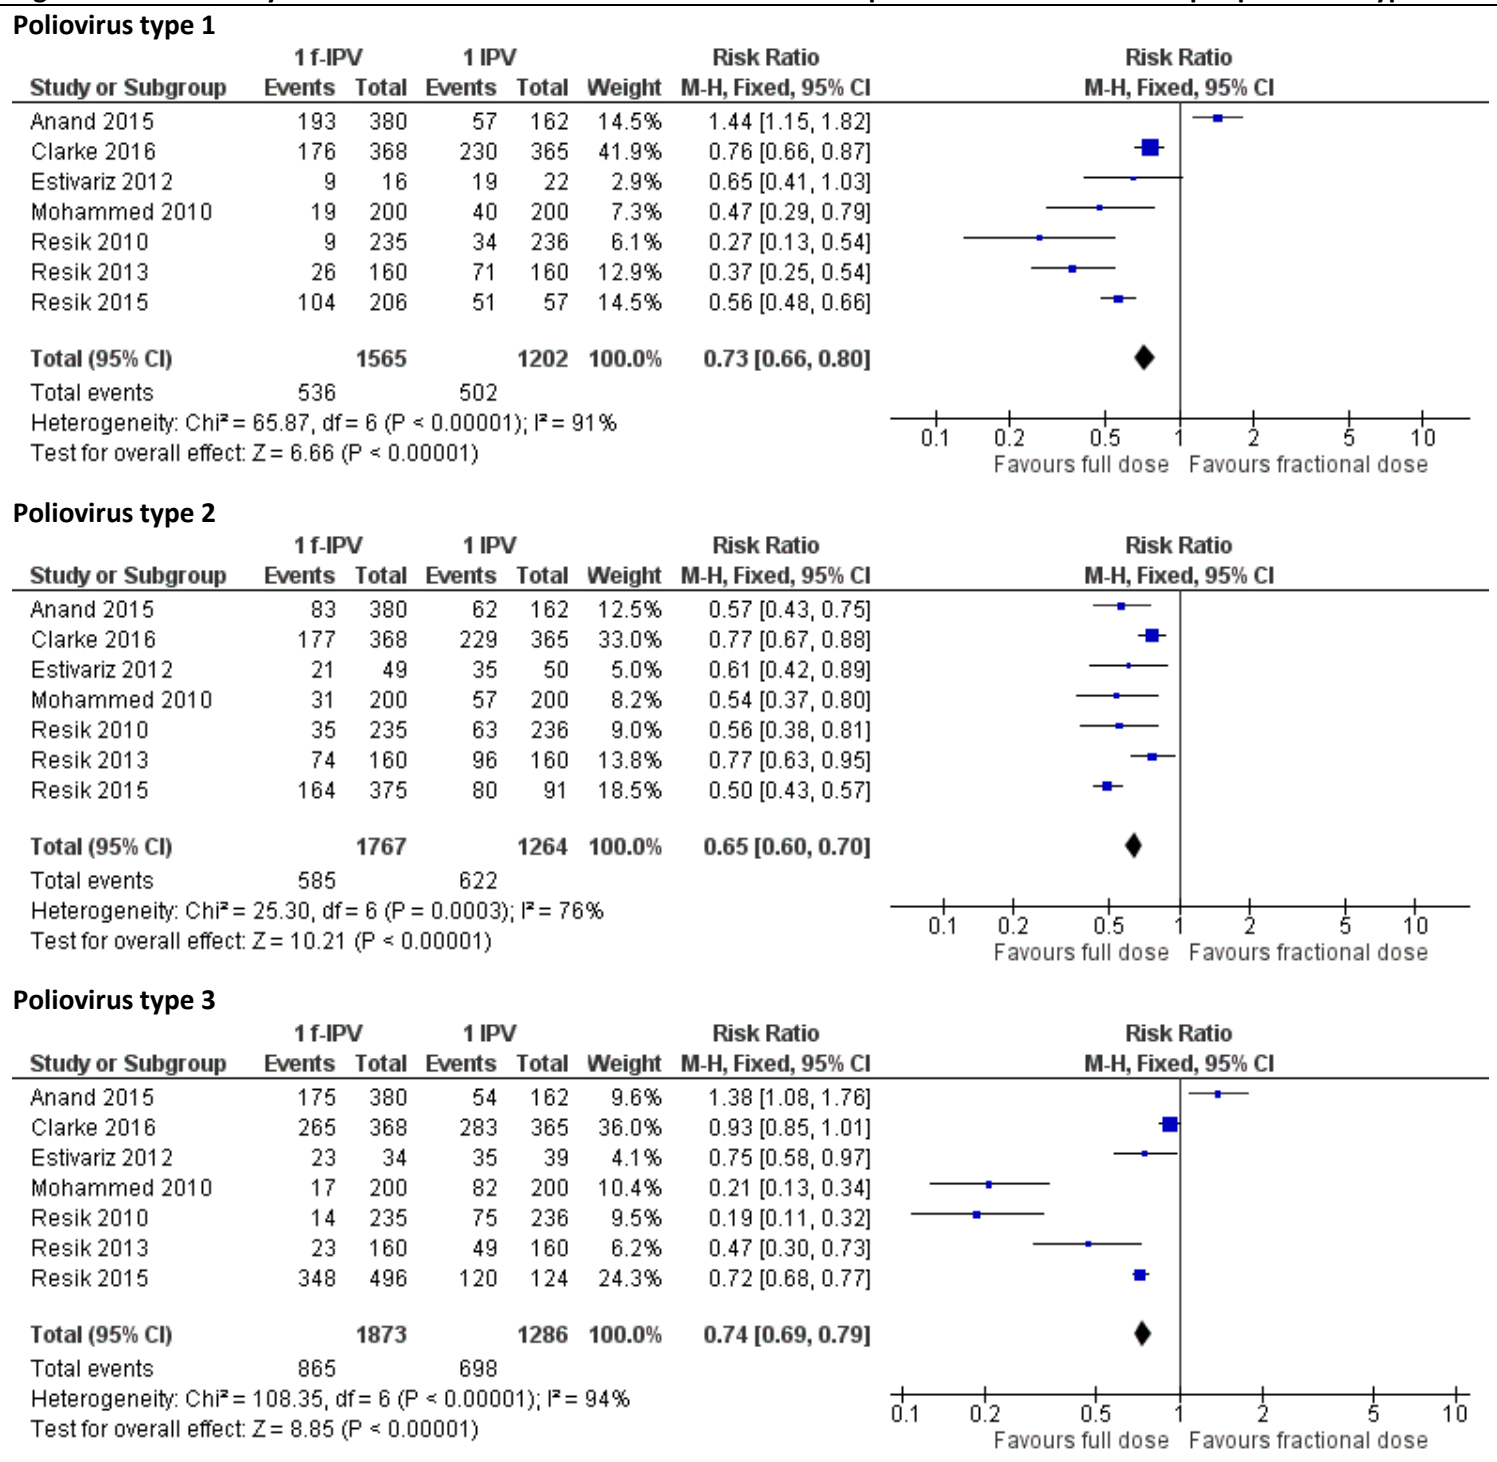 Poliovirus type 1
1 f-IPV 1 IPV Risk Ratio Risk Ratio
Study or Subgroup Events Total Events Total Weight M-H, Fixed, 95% CI M-H, Fixed, 95% CI
Anand 2015 193 380 57 162 14.5% 1.44 [1.15, 1.82]
Clarke 2016 176 368 230 365 41.9% 0.76 [0.66, 0.87]
Estivariz 2012 9 16 19 22 2.9% 0.65 [0.41, 1.03]
Mohammed 2010 19 200 40 200 7.3% 0.47 [0.29, 0.79]
Resik 2010 9 235 34 236 6.1% 0.27 [0.13, 0.54]
Resik 2013 26 160 71 160 12.9% 0.37 [0.25, 0.54]
Resik 2015 104 206 51 57 14.5% 0.56 [0.48, 0.66]
Total (95% CI) 1565 1202 100.0% 0.73 [0.66, 0.80]
Total events 536 502
Heterogeneity: Chi² = 65.87, df = 6 (P < 0.00001); I² = 91%
Test for overall effect: Z = 6.66 (P < 0.00001)
0.1 0.2 0.5 1 2 5 10
Favours full dose Favours fractional dose
Poliovirus type 2
1 f-IPV 1 IPV Risk Ratio Risk Ratio
Study or Subgroup Events Total Events Total Weight M-H, Fixed, 95% CI M-H, Fixed, 95% CI
Anand 2015 83 380 62 162 12.5% 0.57 [0.43, 0.75]
Clarke 2016 177 368 229 365 33.0% 0.77 [0.67, 0.88]
Estivariz 2012 21 49 35 50 5.0% 0.61 [0.42, 0.89]
Mohammed 2010 31 200 57 200 8.2% 0.54 [0.37, 0.80]
Resik 2010 35 235 63 236 9.0% 0.56 [0.38, 0.81]
Resik 2013 74 160 96 160 13.8% 0.77 [0.63, 0.95]
Resik 2015 164 375 80 91 18.5% 0.50 [0.43, 0.57]
Total (95% CI) 1767 1264 100.0% 0.65 [0.60, 0.70]
Total events 585 622
Heterogeneity: Chi² = 25.30, df = 6 (P = 0.0003); I² = 76%
Test for overall effect: Z = 10.21 (P < 0.00001)
0.1 0.2 0.5 1 2 5 10
Favours full dose Favours fractional dose
Poliovirus type 3
1 f-IPV 1 IPV Risk Ratio Risk Ratio
Study or Subgroup Events Total Events Total Weight M-H, Fixed, 95% CI M-H, Fixed, 95% CI
Anand 2015 175 380 54 162 9.6% 1.38 [1.08, 1.76]
Clarke 2016 265 368 283 365 36.0% 0.93 [0.85, 1.01]
Estivariz 2012 23 34 35 39 4.1% 0.75 [0.58, 0.97]
Mohammed 2010 17 200 82 200 10.4% 0.21 [0.13, 0.34]
Resik 2010 14 235 75 236 9.5% 0.19 [0.11, 0.32]
Resik 2013 23 160 49 160 6.2% 0.47 [0.30, 0.73]
Resik 2015 348 496 120 124 24.3% 0.72 [0.68, 0.77]
Total (95% CI) 1873 1286 100.0% 0.74 [0.69, 0.79]
Total events 865 698
Heterogeneity: Chi² = 108.35, df = 6 (P < 0.00001); I² = 94%
Test for overall effect: Z = 8.85 (P < 0.00001)
0.1 0.2 0.5 1 2 5 10
Favours full dose Favours fractional dose